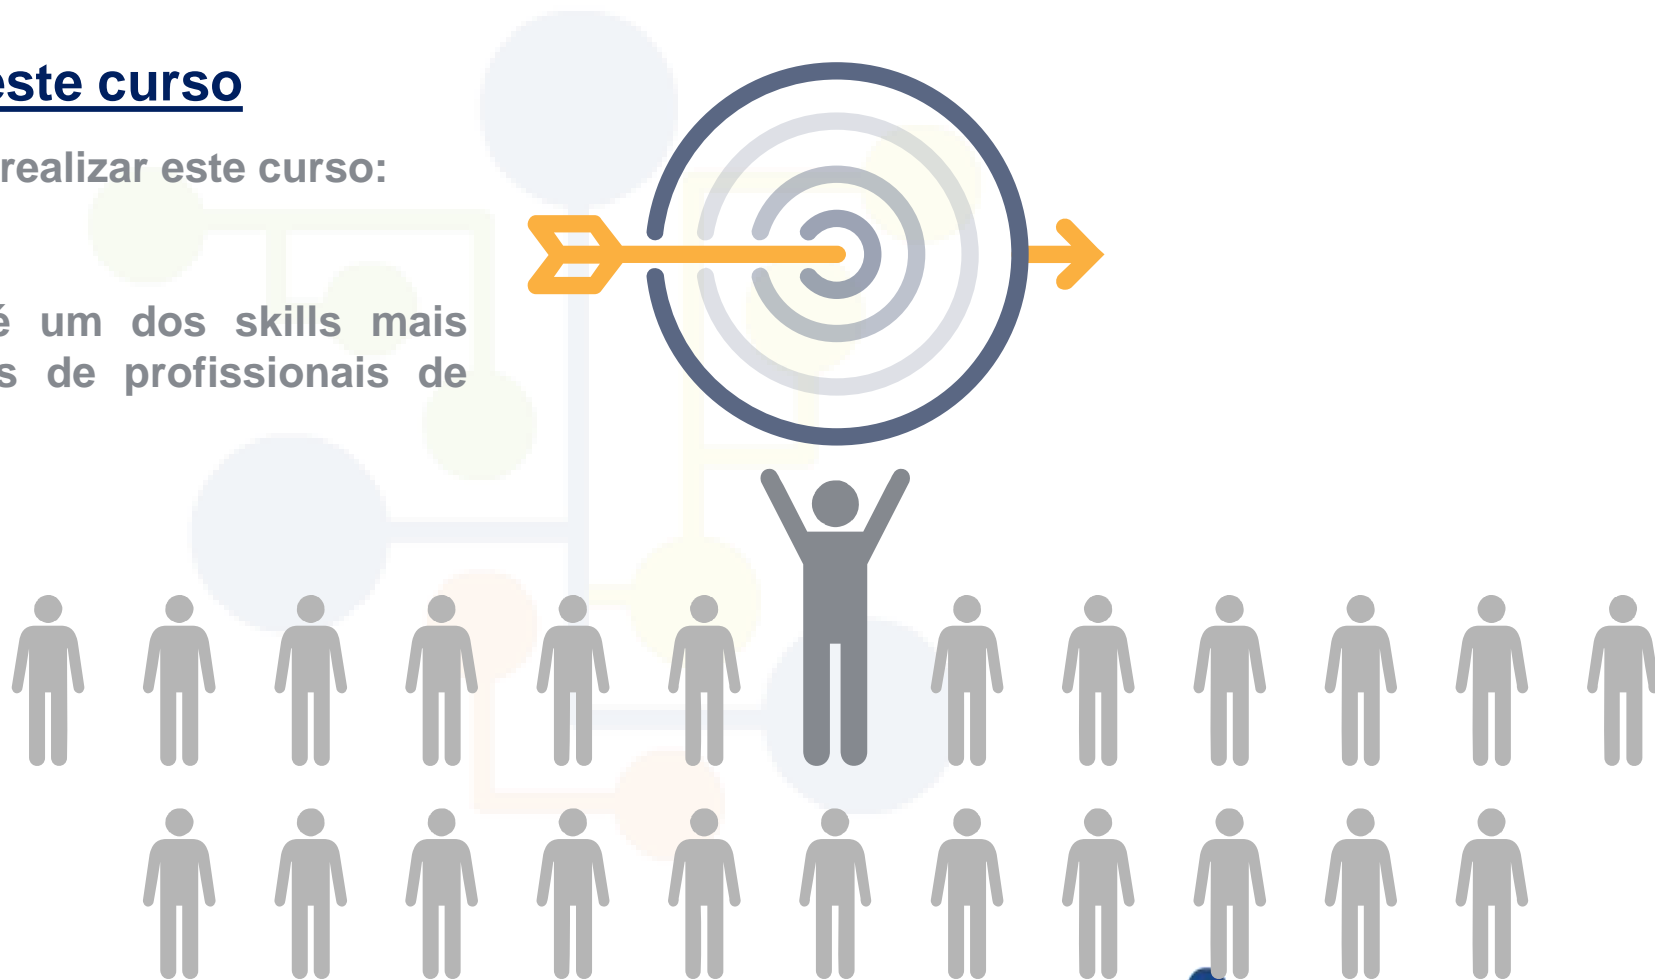 este curso
realizar este curso:
é um dos skills mais
s de profissionais de